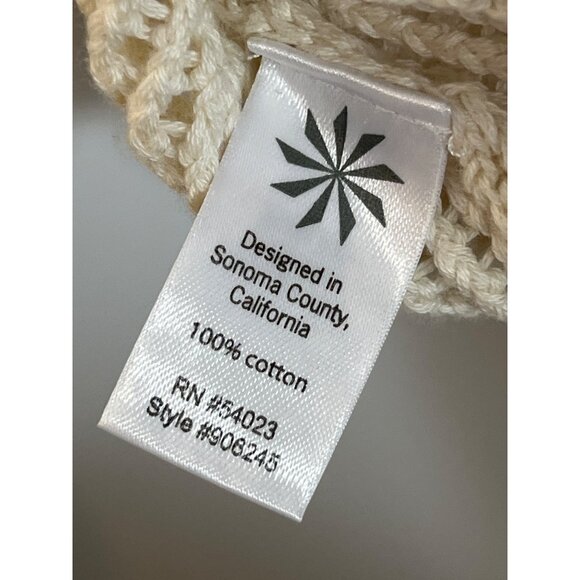 Designed in
Sonoma County,
California
100% cotton
RN #54023
Style #906245